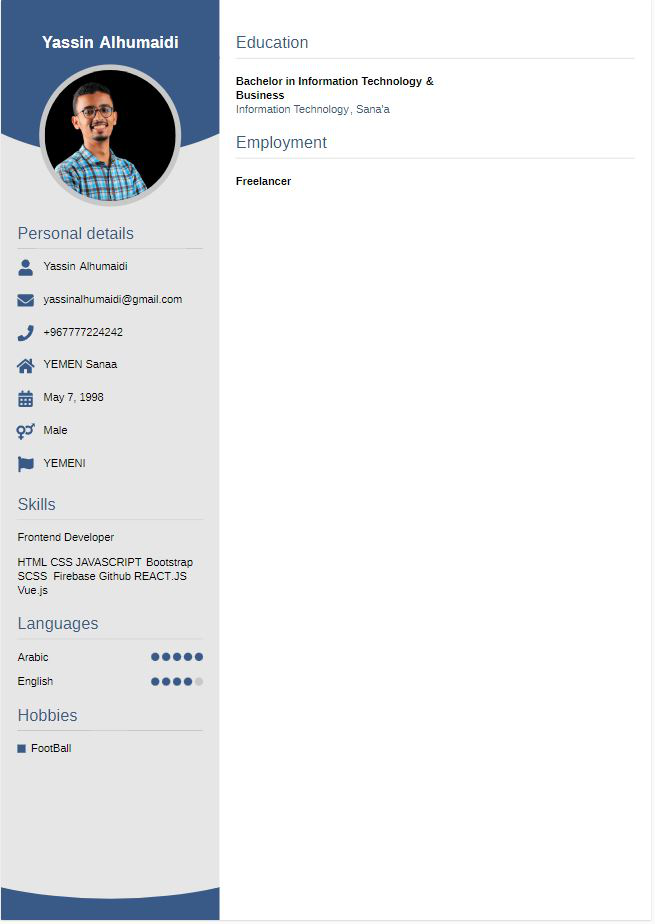 Yassin Alhumaidi
Personal details
Yassin Alhumaidi
yassinalhumaidi@gmail.com
+967777224242
YEMEN Sanaa
May 7, 1998
Male
YEMENI
Skills
Frontend Developer
HTML CSS JAVASCRIPT Bootstrap
SCSS Firebase Github REACT.JS
Vue.js
Languages
Arabic
English
Hobbies
FootBall
Education
Bachelor in Information Technology &
Business
Information Technology, Sana'a
Employment
Freelancer